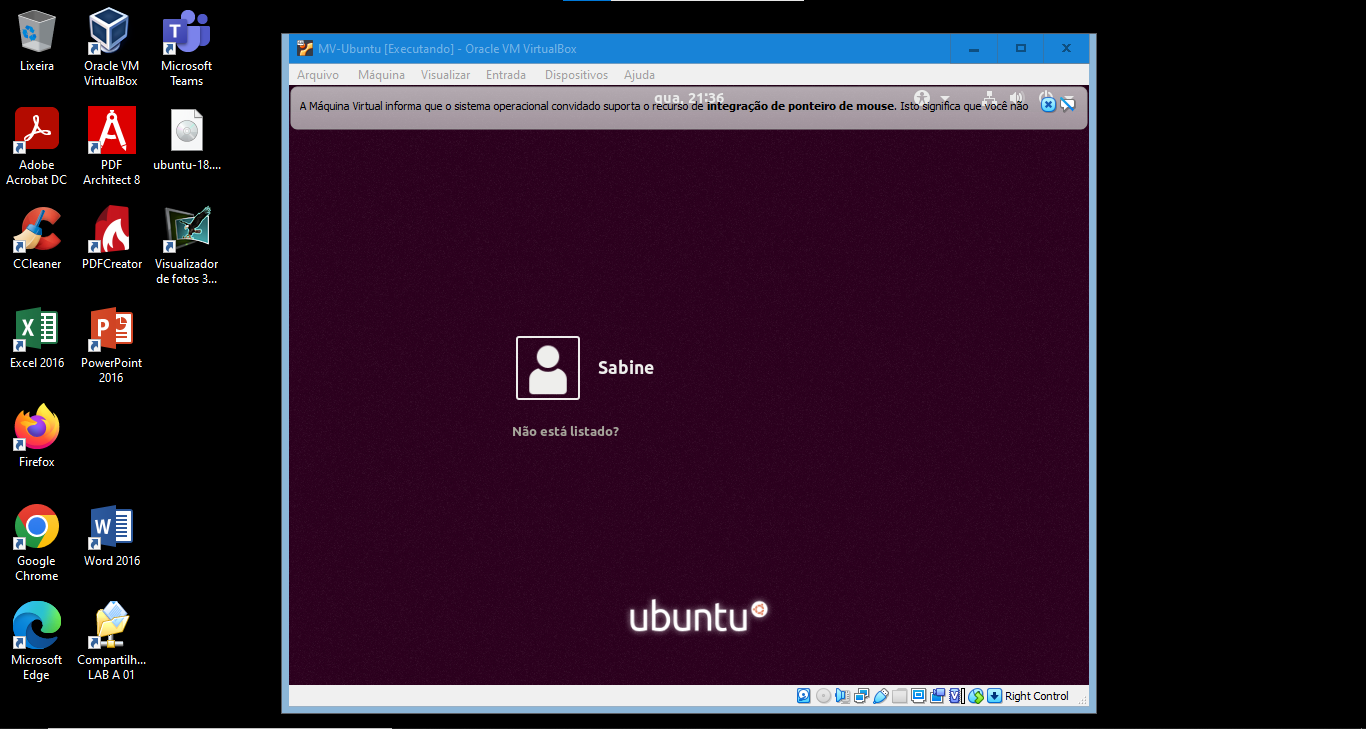 Lixeira
Oracle VM
VirtualBox
Microsoft
Teams
Adobe
Acrobat DC
PDF
Architect 8
ubuntu-18....
CCleaner
PDFCreator
Visualizador
de fotos 3...
Excel 2016
PowerPoint
2016
Firefox
Google
Chrome
Word 2016
Microsoft
Edge
Compartilh...
LAB A 01
MV-Ubuntu [Executando] - Oracle VM VirtualBox
Arquivo Máquina Visualizar Entrada Dispositivos Ajuda
qua, 21:36
A Máquina Virtual informa que o sistema operacional convidado suporta o recurso de integração de ponteiro de mouse. Isto significa que você não
Sabine
Não está listado?
ubuntu
Right Control